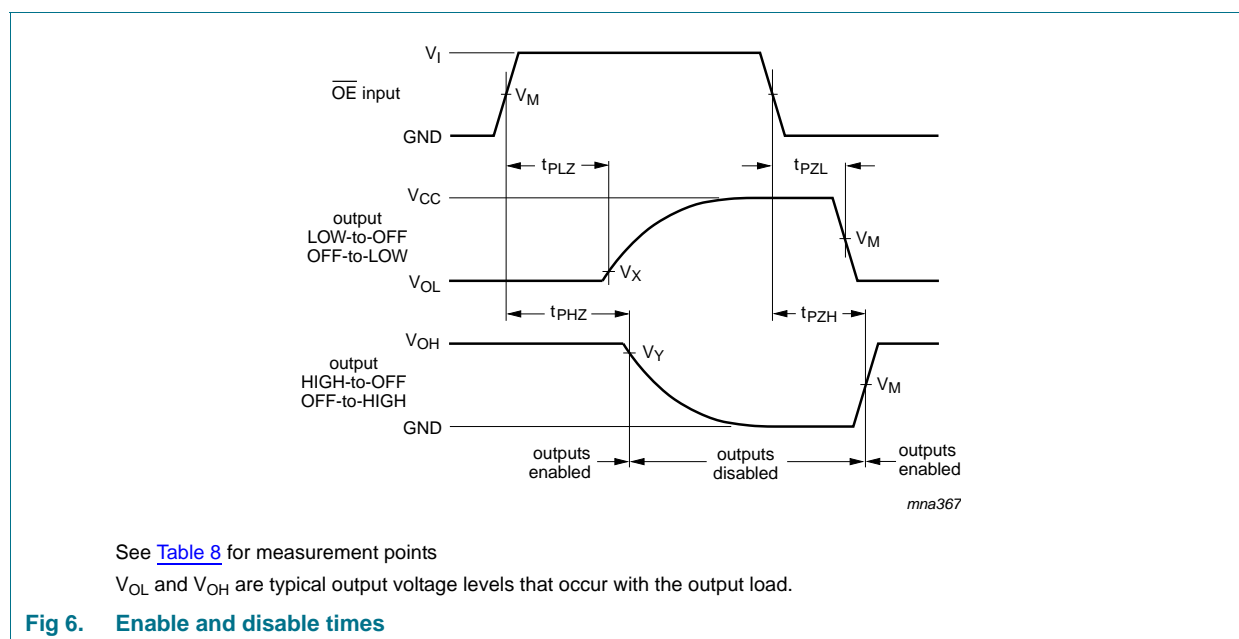 V_I
OE input
V_M
GND
t_PLZ
t_PZL
V_CC
output
LOW-to-OFF
OFF-to-LOW
V_M
V_X
V_OL
t_PHZ
t_PZH
V_OH
V_Y
output
HIGH-to-OFF
OFF-to-HIGH
V_M
GND
outputs
enabled
outputs
disabled
outputs
enabled
mna367
See Table 8 for measurement points
V_OL and V_OH are typical output voltage levels that occur with the output load.
Fig 6. Enable and disable times